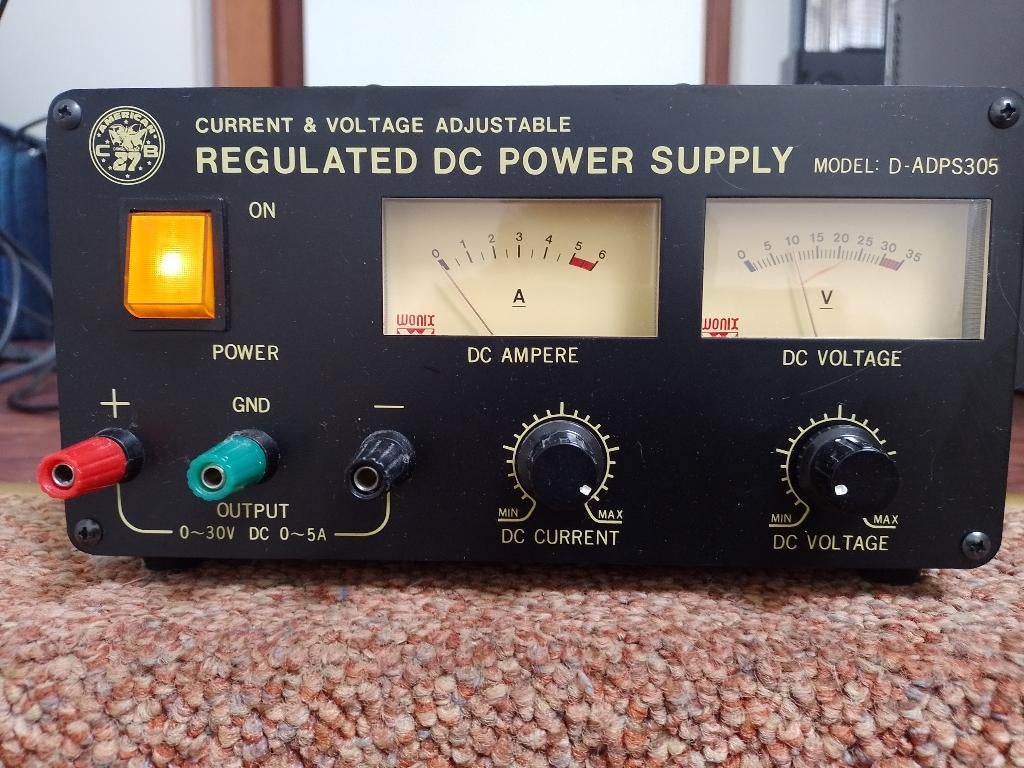 AMERICAN
C B
27
CURRENT & VOLTAGE ADJUSTABLE
REGULATED DC POWER SUPPLY MODEL: D-ADPS305
ON
0 1 2 3 4 5 6
A
WONIX
0 5 10 15 20 25 30 35
V
WONIX
POWER
DC AMPERE
DC VOLTAGE
+ GND −
OUTPUT
0~30V DC 0~5A
MIN MAX
DC CURRENT
MIN MAX
DC VOLTAGE